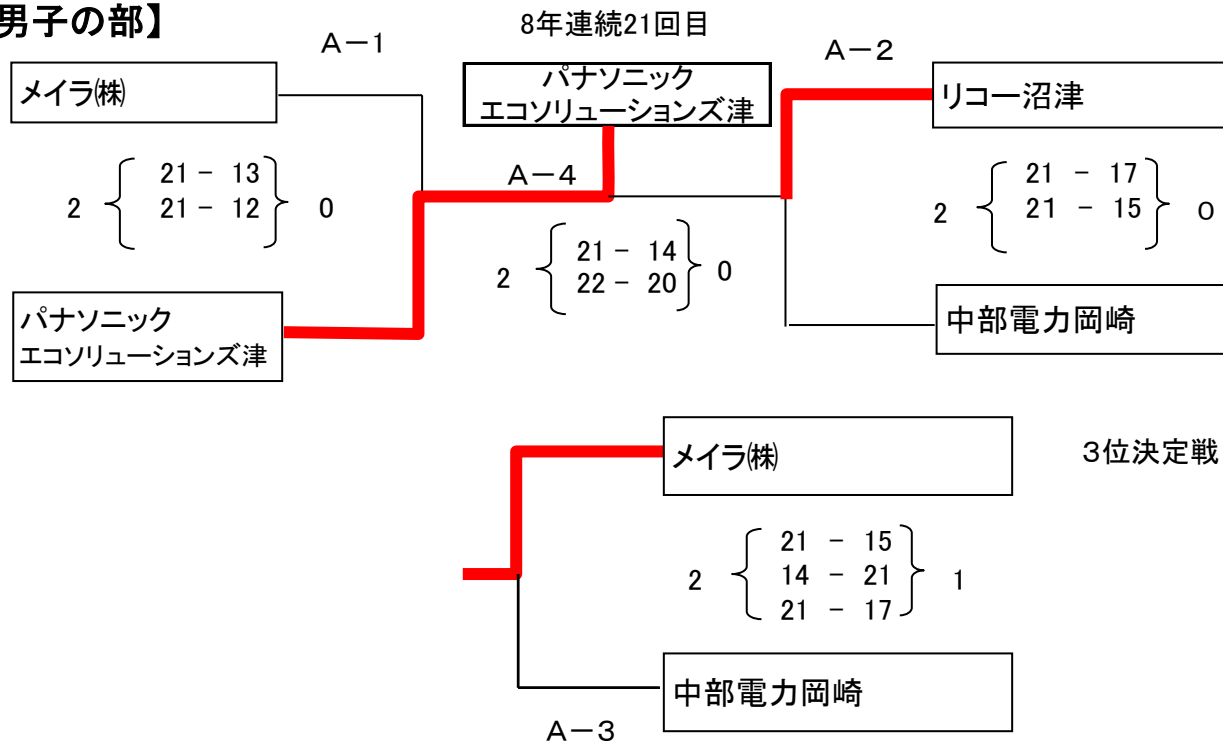 男子の部】
8年連続21回目
A-1
A-2
メイラ㈱
パナソニック
エコソリューションズ津
リコー沼津
A-4
21 - 13
21 - 12
2
0
21 - 17
21 - 15
2
0
21 - 14
22 - 20
2
0
パナソニック
エコソリューションズ津
中部電力岡崎
メイラ㈱
3位決定戦
21 - 15
14 - 21
21 - 17
2
1
中部電力岡崎
A-3